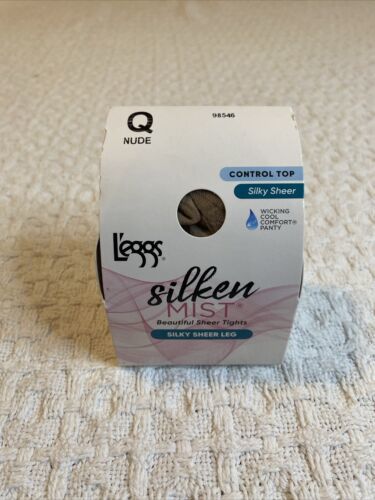 Q
NUDE
98546
CONTROL TOP
Silky Sheer
WICKING
COOL
COMFORT®
PANTY
L'eggs®
silken
MIST
Beautiful Sheer Tights
SILKY SHEER LEG